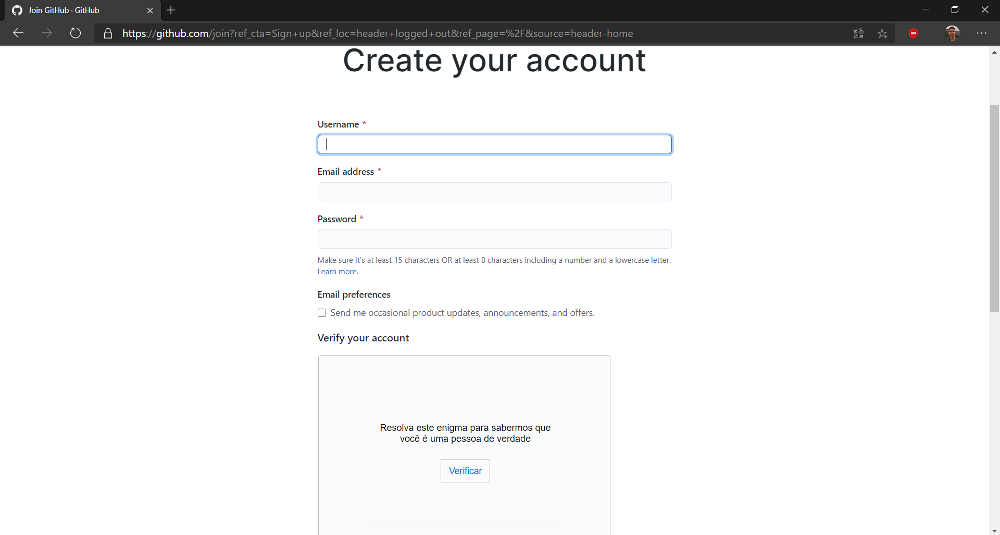 Join GitHub · GitHub
https://github.com/join?ref_cta=Sign+up&ref_loc=header+logged+out&ref_page=%2F&source=header-home
ADS
Create your account
Username *
Email address *
Password *
Make sure it's at least 15 characters OR at least 8 characters including a number and a lowercase letter.
Learn more.
Email preferences
Send me occasional product updates, announcements, and offers.
Verify your account
Resolva este enigma para sabermos que
você é uma pessoa de verdade
Verificar